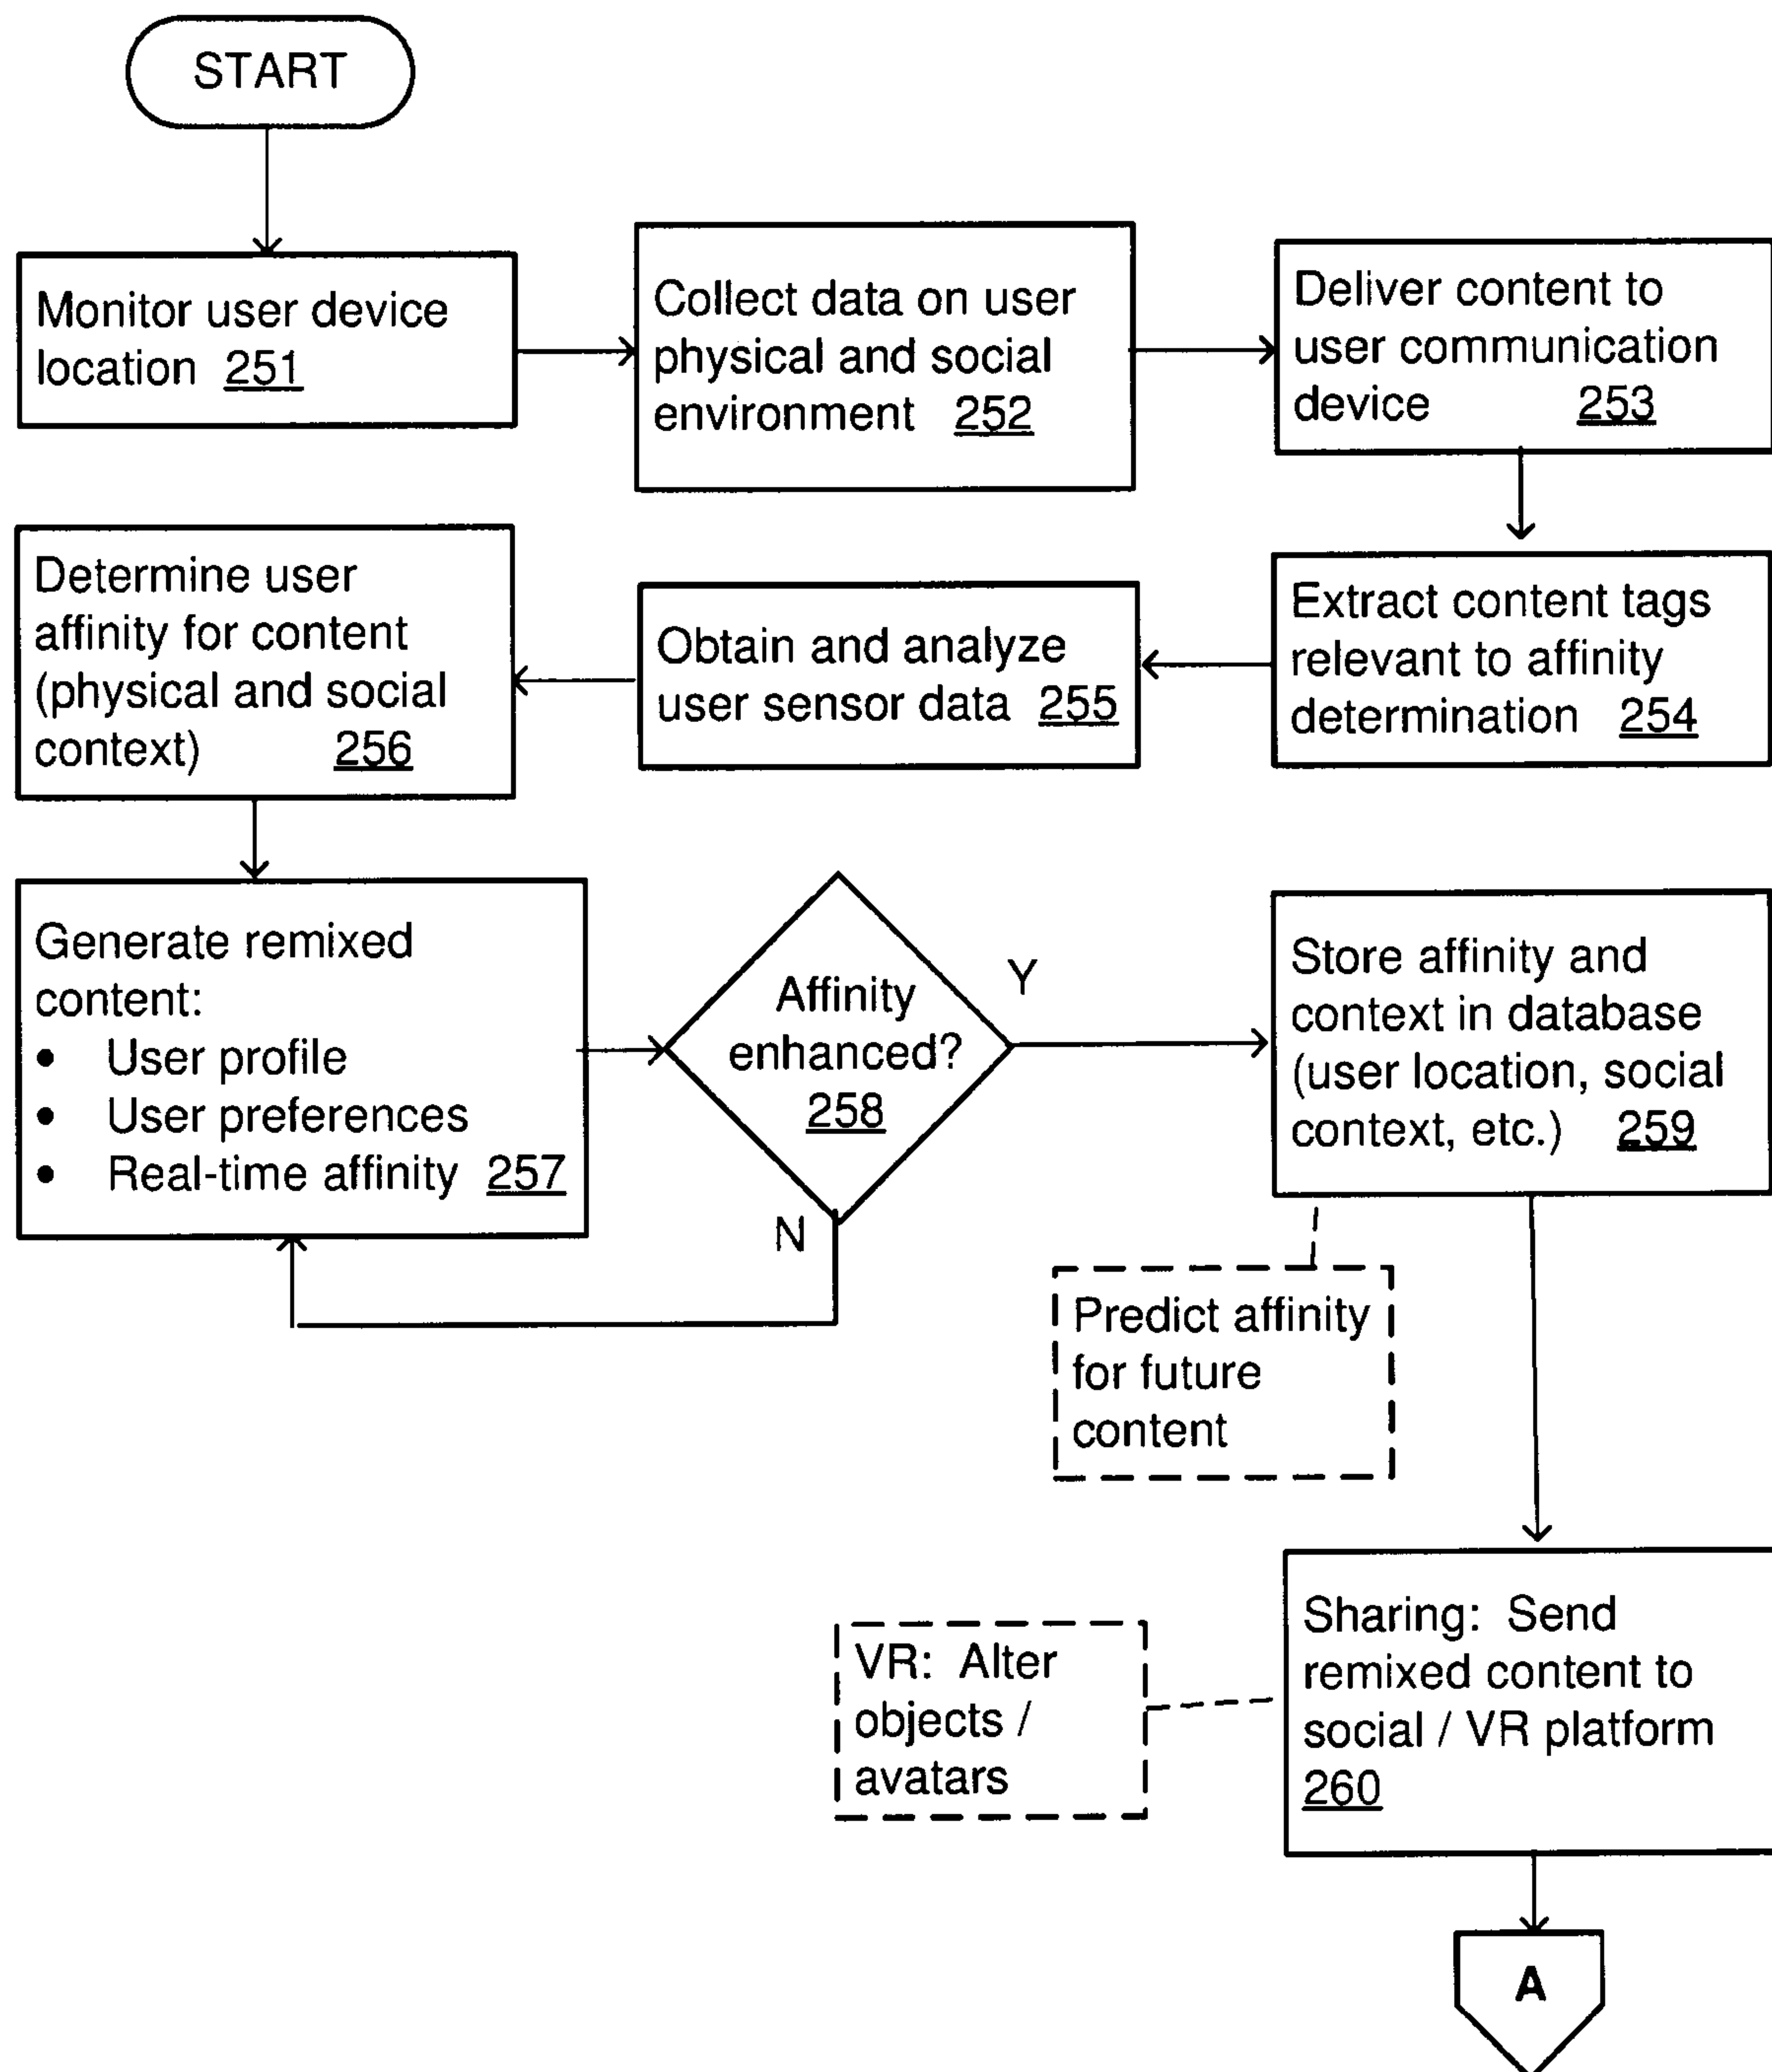 START
Monitor user device
location 251
Collect data on user
physical and social
environment 252
Deliver content to
user communication
device 253
Extract content tags
relevant to affinity
determination 254
Obtain and analyze
user sensor data 255
Determine user
affinity for content
(physical and social
context) 256
Generate remixed
content:
• User profile
• User preferences
• Real-time affinity 257
Affinity
enhanced?
258
Y
N
Store affinity and
context in database
(user location, social
context, etc.) 259
Predict affinity
for future
content
Sharing: Send
remixed content to
social / VR platform
260
VR: Alter
objects /
avatars
A